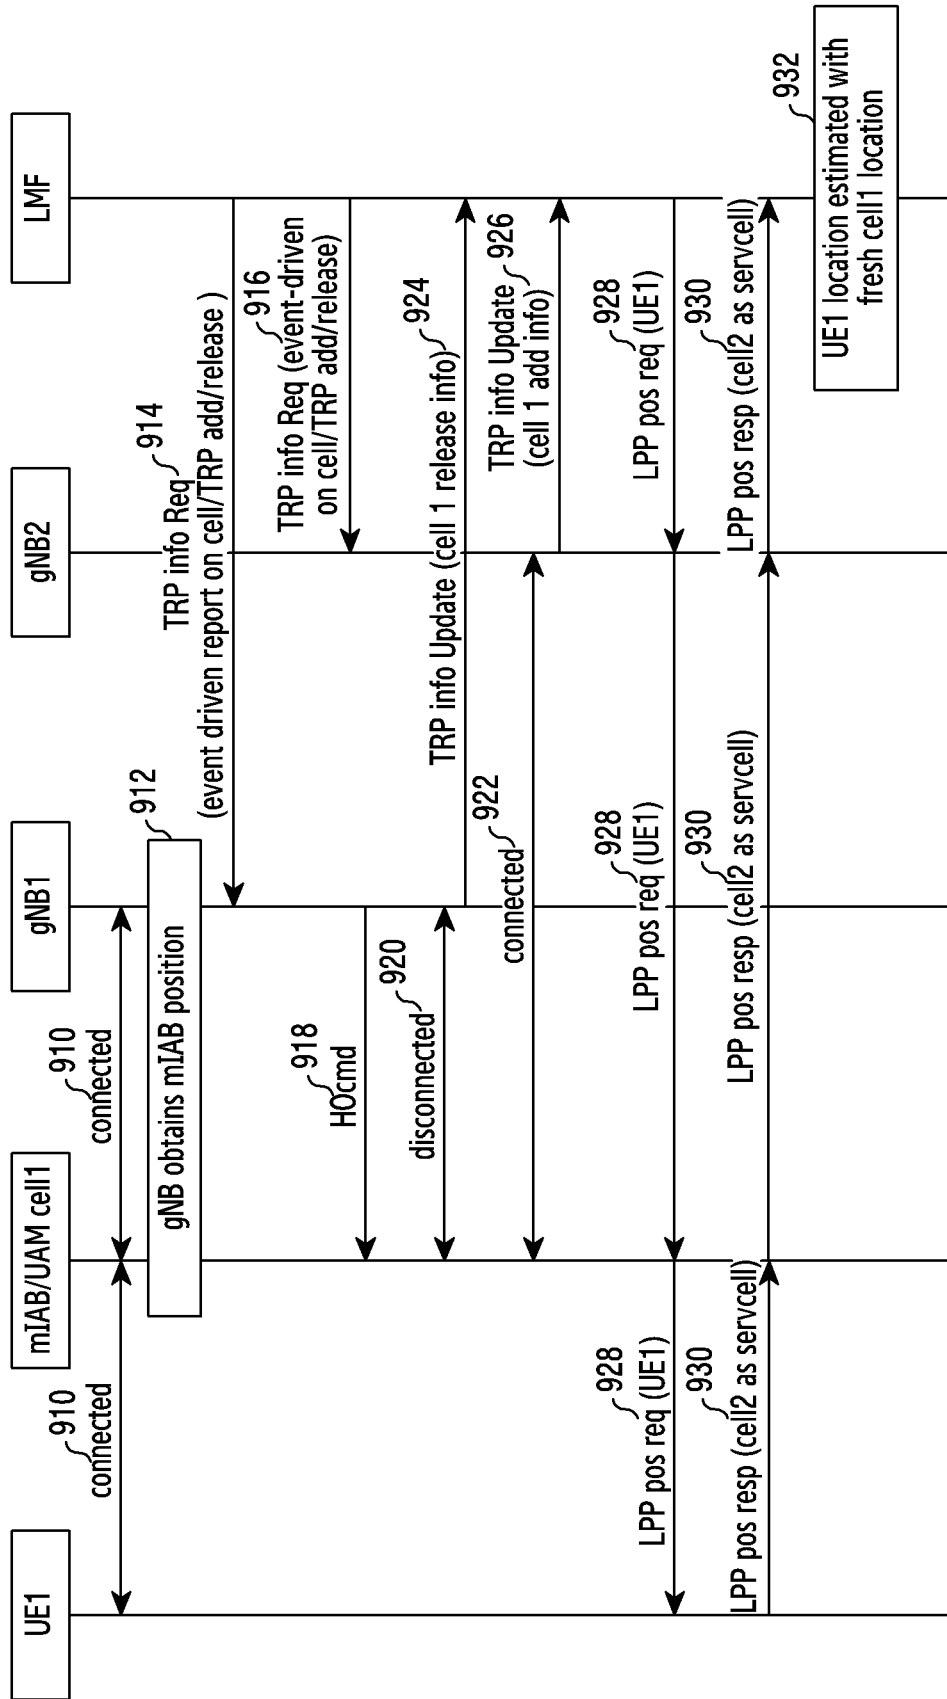 UE1
mIAB/UAM cell1
gNB1
gNB2
LMF
910
connected
910
connected
912
gNB obtains mIAB position
TRP info Req 914
(event driven report on cell/TRP add/release )
916
TRP info Req (event-driven
on cell/TRP add/release)
918
HOcmd
920
disconnected
TRP info Update (cell 1 release info) 924
922
connected
TRP info Update 926
(cell 1 add info)
928
LPP pos req (UE1)
928
LPP pos req (UE1)
928
LPP pos req (UE1)
930
LPP pos resp (cell2 as servcell)
930
LPP pos resp (cell2 as servcell)
930
LPP pos resp (cell2 as servcell)
932
UE1 location estimated with
fresh cell1 location